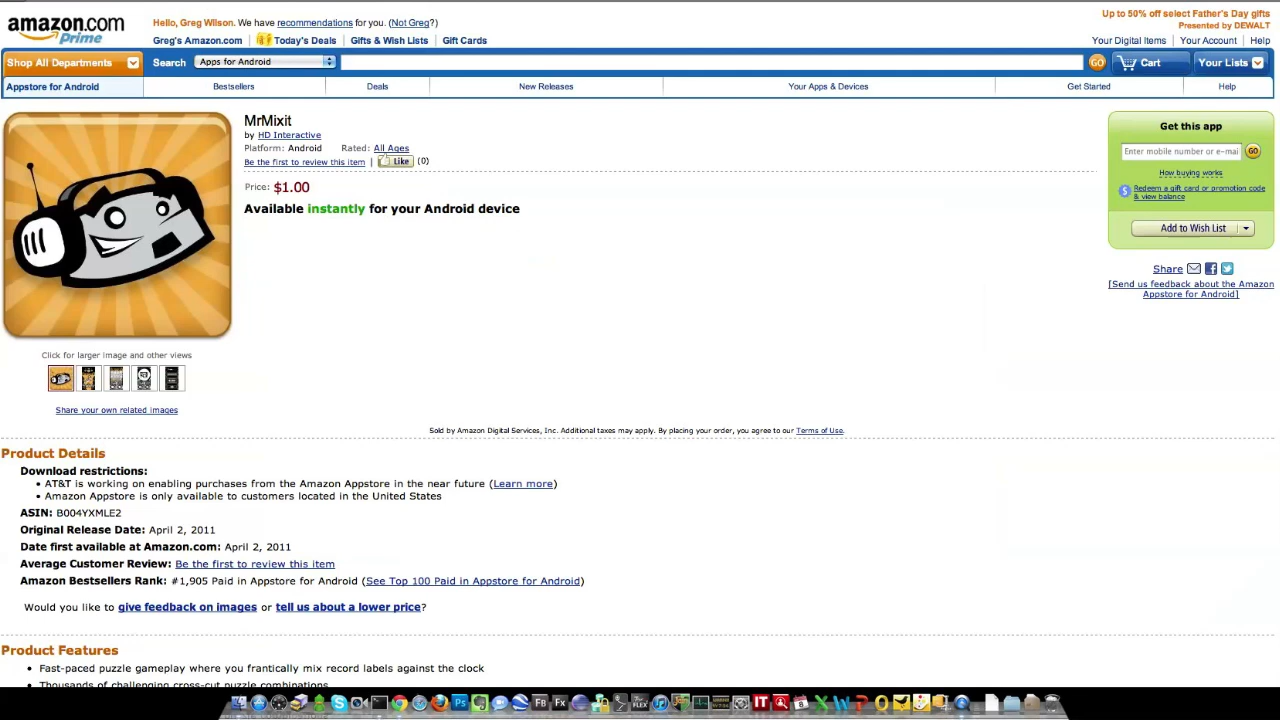 amazon.com
Prime
Hello, Greg Wilson. We have recommendations for you. (Not Greg?)
Up to 50% off select Father's Day gifts
Presented by DEWALT
Greg's Amazon.com Today's Deals Gifts & Wish Lists Gift Cards
Your Digital Items Your Account Help
Shop All Departments Search Apps for Android GO Cart Your Lists
Appstore for Android Bestsellers Deals New Releases Your Apps & Devices Get Started Help
MrMixit
by HD Interactive
Platform: Android Rated: All Ages
Be the first to review this item | Like (0)
Price: $1.00
Available instantly for your Android device
Get this app
Enter mobile number or e-mai GO
How buying works
Redeem a gift card or promotion code
& view balance
Add to Wish List
Share
[Send us feedback about the Amazon
Appstore for Android]
Click for larger image and other views
Share your own related images
Sold by Amazon Digital Services, Inc. Additional taxes may apply. By placing your order, you agree to our Terms of Use.
Product Details
Download restrictions:
• AT&T is working on enabling purchases from the Amazon Appstore in the near future (Learn more)
• Amazon Appstore is only available to customers located in the United States
ASIN: B004YXMLE2
Original Release Date: April 2, 2011
Date first available at Amazon.com: April 2, 2011
Average Customer Review: Be the first to review this item
Amazon Bestsellers Rank: #1,905 Paid in Appstore for Android (See Top 100 Paid in Appstore for Android)
Would you like to give feedback on images or tell us about a lower price?
Product Features
• Fast-paced puzzle gameplay where you frantically mix record labels against the clock
• Thousands of challenging cross-cut puzzle combinations